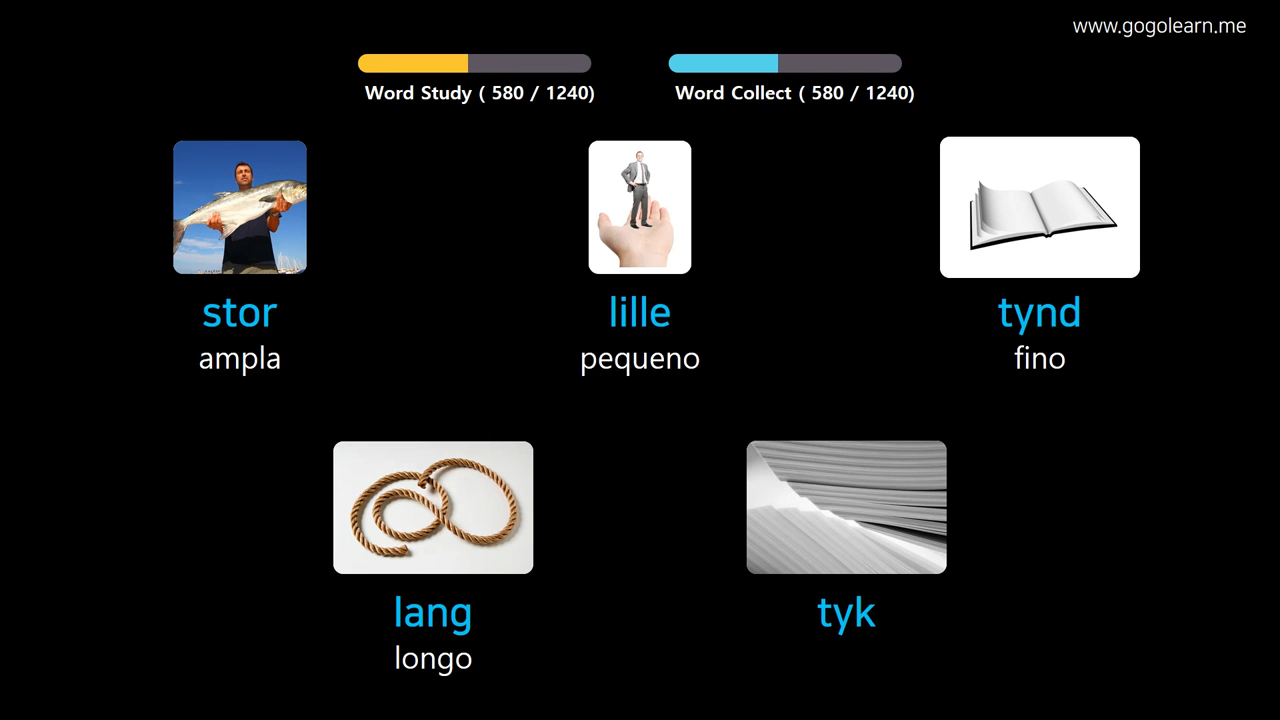 www.gogolearn.me
Word Study ( 580 / 1240)
Word Collect ( 580 / 1240)
stor
ampla
lille
pequeno
tynd
fino
lang
longo
tyk